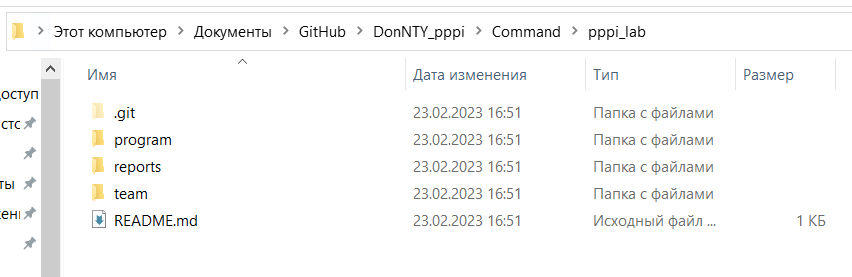 Этот компьютер > Документы > GitHub > DonNTY_pppi > Command > pppi_lab
Имя Дата изменения Тип Размер
.git 23.02.2023 16:51 Папка с файлами
program 23.02.2023 16:51 Папка с файлами
reports 23.02.2023 16:51 Папка с файлами
team 23.02.2023 16:51 Папка с файлами
README.md 23.02.2023 16:51 Исходный файл ... 1 КБ